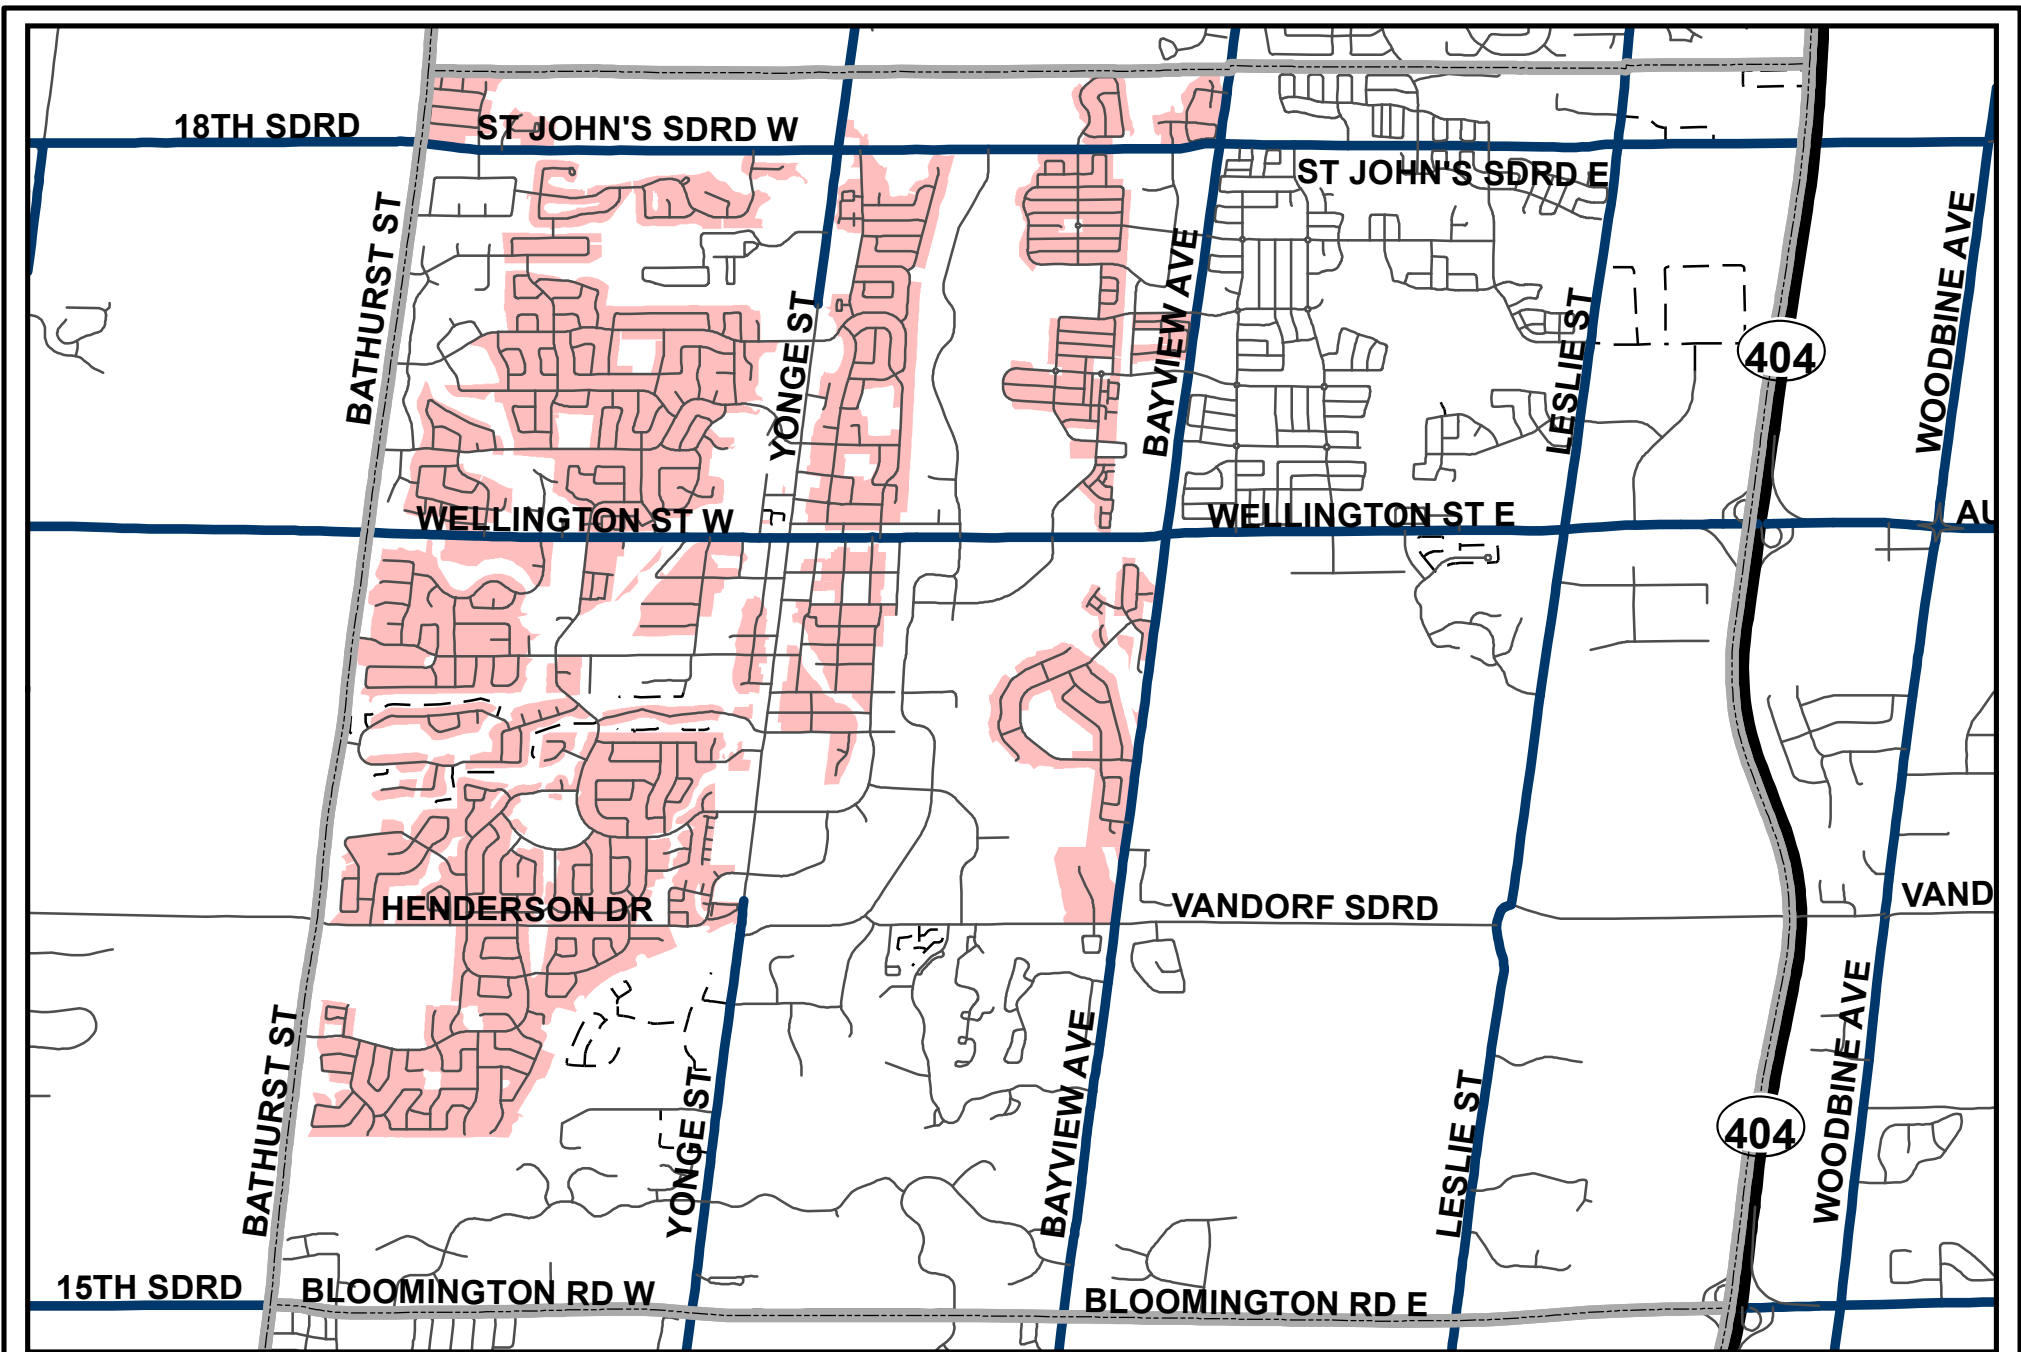 18TH SDRD
ST JOHN'S SDRD W
ST JOHN'S SDRD E
BATHURST ST
YONGE ST
BAYVIEW AVE
LESLIE ST
404
WOODBINE AVE
WELLINGTON ST W
WELLINGTON ST E
AU
HENDERSON DR
VANDORF SDRD
VAND
BATHURST ST
YONGE ST
BAYVIEW AVE
LESLIE ST
404
WOODBINE AVE
15TH SDRD
BLOOMINGTON RD W
BLOOMINGTON RD E